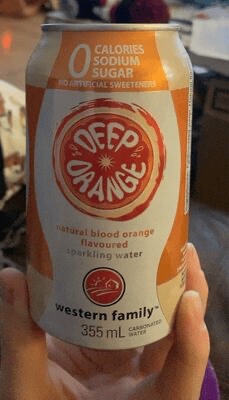 0 CALORIES
SODIUM
SUGAR
NO ARTIFICIAL SWEETENERS
DEEP
ORANGE
natural blood orange
flavoured
sparkling water
western family™
355 mL CARBONATED
WATER